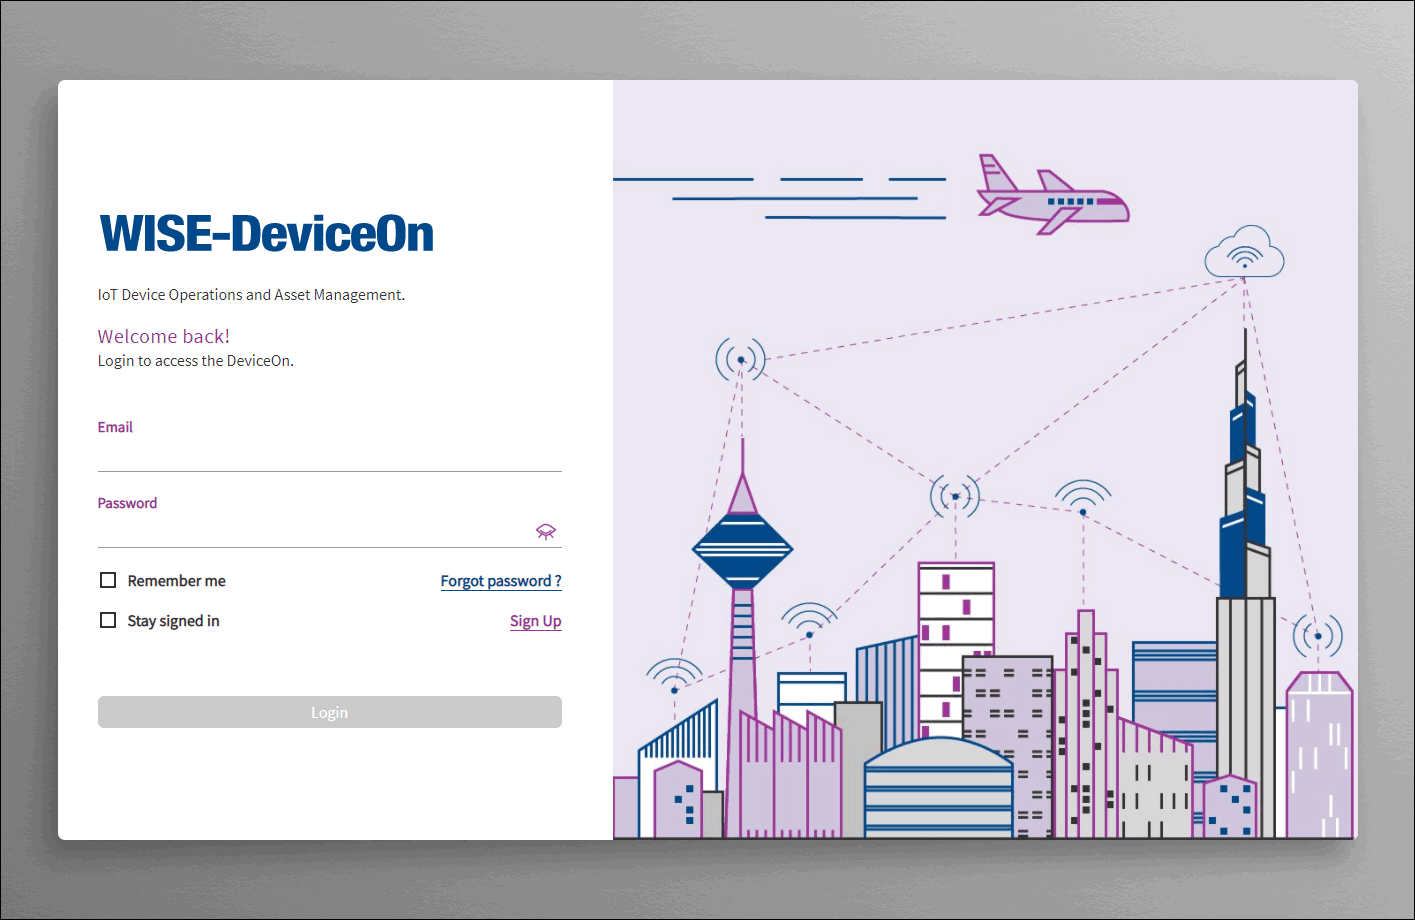 WISE-DeviceOn
IoT Device Operations and Asset Management.
Welcome back!
Login to access the DeviceOn.
Email
Password
Remember me
Forgot password ?
Stay signed in
Sign Up
Login